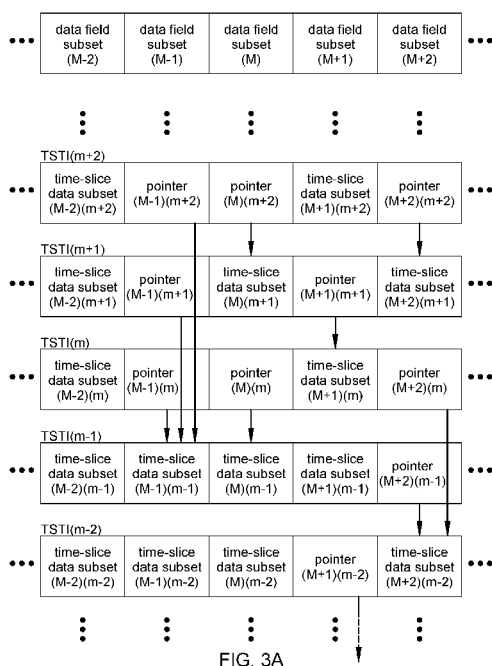 data field subset (M-2) data field subset (M-1) data field subset (M) data field subset (M+1) data field subset (M+2)
TSTI(m+2)
time-slice data subset (M-2)(m+2) pointer (M-1)(m+2) pointer (M)(m+2) time-slice data subset (M+1)(m+2) pointer (M+2)(m+2)
TSTI(m+1)
time-slice data subset (M-2)(m+1) pointer (M-1)(m+1) time-slice data subset (M)(m+1) pointer (M+1)(m+1) time-slice data subset (M+2)(m+1)
TSTI(m)
time-slice data subset (M-2)(m) pointer (M-1)(m) pointer (M)(m) time-slice data subset (M+1)(m) pointer (M+2)(m)
TSTI(m-1)
time-slice data subset (M-2)(m-1) time-slice data subset (M-1)(m-1) time-slice data subset (M)(m-1) time-slice data subset (M+1)(m-1) pointer (M+2)(m-1)
TSTI(m-2)
time-slice data subset (M-2)(m-2) time-slice data subset (M-1)(m-2) time-slice data subset (M)(m-2) pointer (M+1)(m-2) time-slice data subset (M+2)(m-2)
FIG. 3A